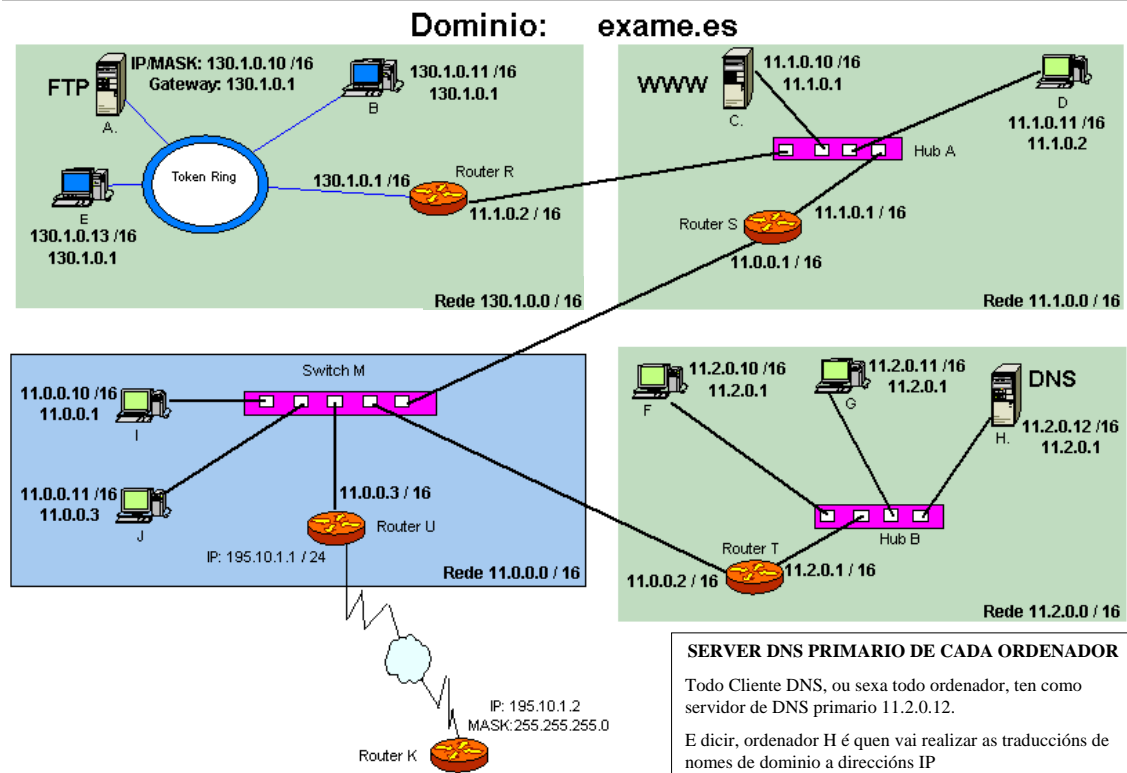 Dominio: exame.es
FTP
IP/MASK: 130.1.0.10 /16
Gateway: 130.1.0.1
A.
130.1.0.11 /16
130.1.0.1
B
Token Ring
E
130.1.0.13 /16
130.1.0.1
130.1.0.1 /16
Router R
11.1.0.2 / 16
Rede 130.1.0.0 / 16
WWW
11.1.0.10 /16
11.1.0.1
C.
D
11.1.0.11 /16
11.1.0.2
Hub A
Router S
11.1.0.1 / 16
11.0.0.1 / 16
Rede 11.1.0.0 / 16
Switch M
11.0.0.10 /16
11.0.0.1
I
11.0.0.11 /16
11.0.0.3
J
11.0.0.3 / 16
Router U
IP: 195.10.1.1 / 24
Rede 11.0.0.0 / 16
11.2.0.10 /16
11.2.0.1
F
11.2.0.11 /16
11.2.0.1
G
DNS
11.2.0.12 /16
11.2.0.1
H.
Hub B
Router T
11.0.0.2 / 16
11.2.0.1 / 16
Rede 11.2.0.0 / 16
IP: 195.10.1.2
MASK:255.255.255.0
Router K
SERVER DNS PRIMARIO DE CADA ORDENADOR
Todo Cliente DNS, ou sexa todo ordenador, ten como
servidor de DNS primario 11.2.0.12.
E dicir, ordenador H é quen vai realizar as traduccións de
nomes de dominio a direccións IP